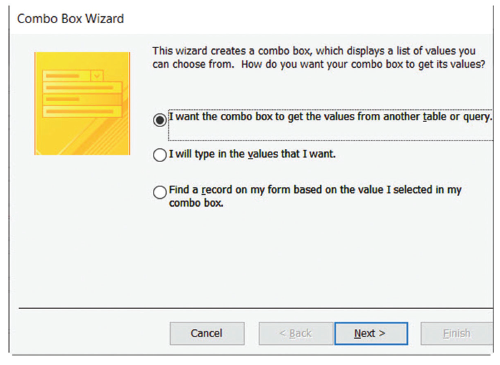 Combo Box Wizard
This wizard creates a combo box, which displays a list of values you
can choose from.  How do you want your combo box to get its values?
I want the combo box to get the values from another table or query.
I will type in the values that I want.
Find a record on my form based on the value I selected in my
combo box.
Cancel
< Back
Next >
Finish